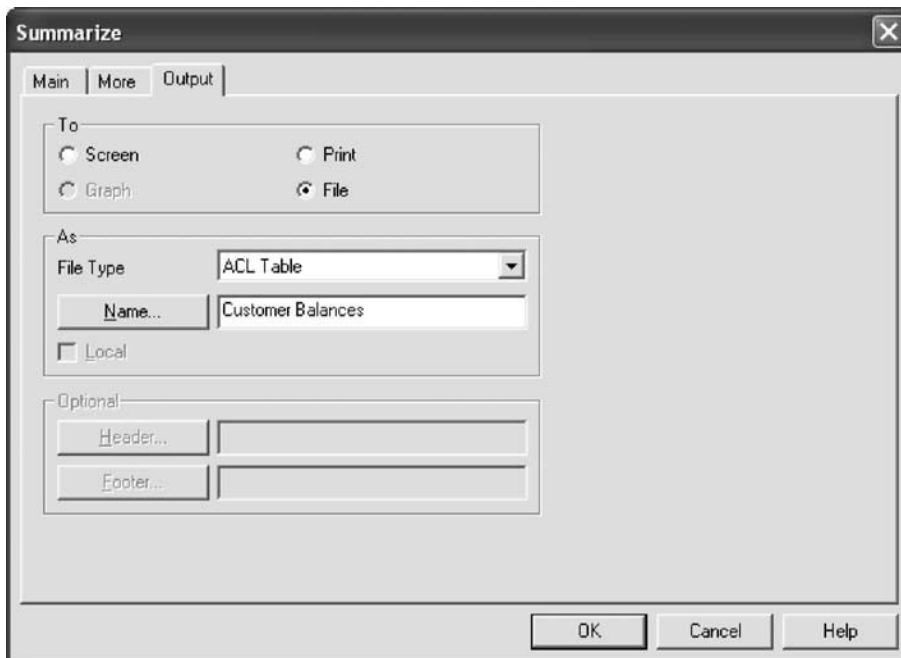 Summarize
Main More Output
To
Screen Print
Graph File
As
File Type ACL Table
Name... Customer Balances
Local
Optional
Header...
Footer...
OK Cancel Help